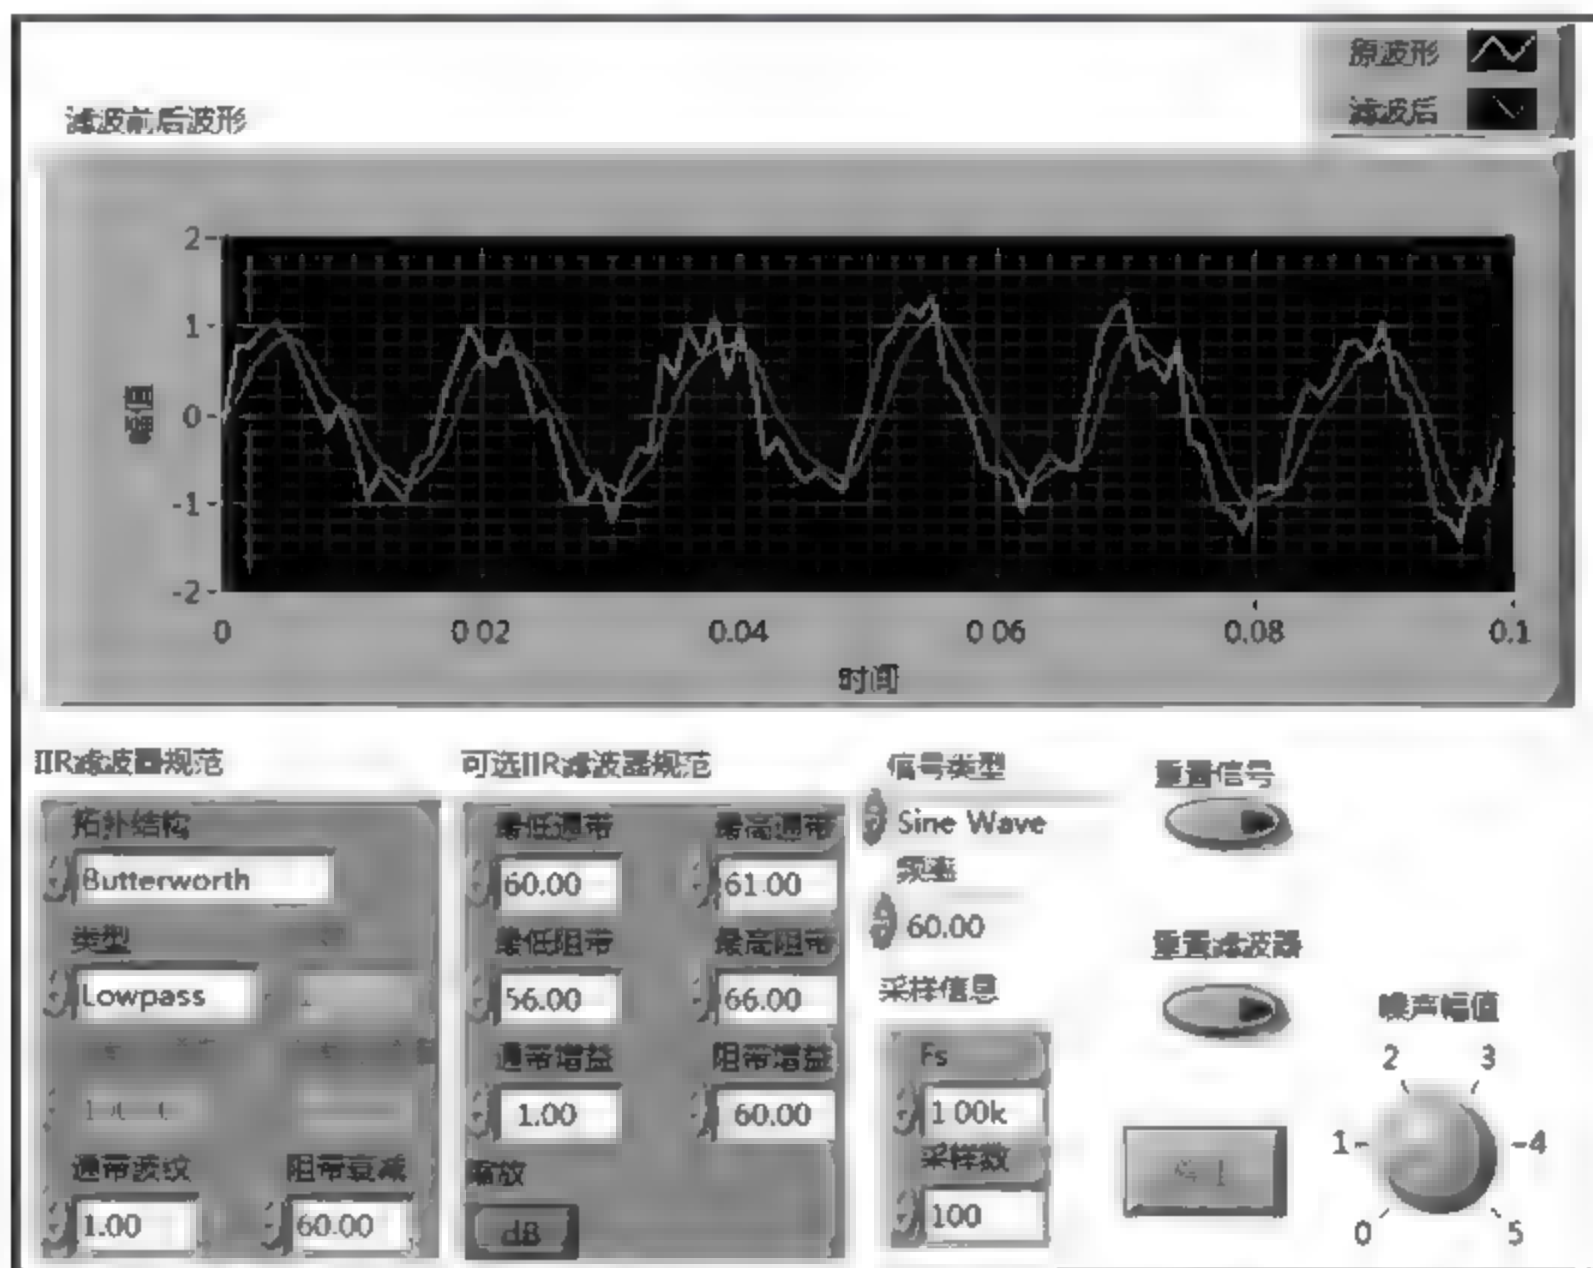 原波形
滤波后
滤波前后波形
2
1
0
-1
-2
幅值
0 0.02 0.04 0.06 0.08 0.1
时间
IIR滤波器规范
拓扑结构
Butterworth
类型
Lowpass
通带波纹 阻带衰减
1.00 60.00
可选IIR滤波器规范
最低通带 最高通带
60.00 61.00
最低阻带 最高阻带
56.00 66.00
通带增益 阻带增益
1.00 60.00
缩放
dB
信号类型
Sine Wave
频率
60.00
采样信息
Fs
1.00k
采样数
100
重置信号
重置滤波器
噪声幅值
0 1 2 3 4 5